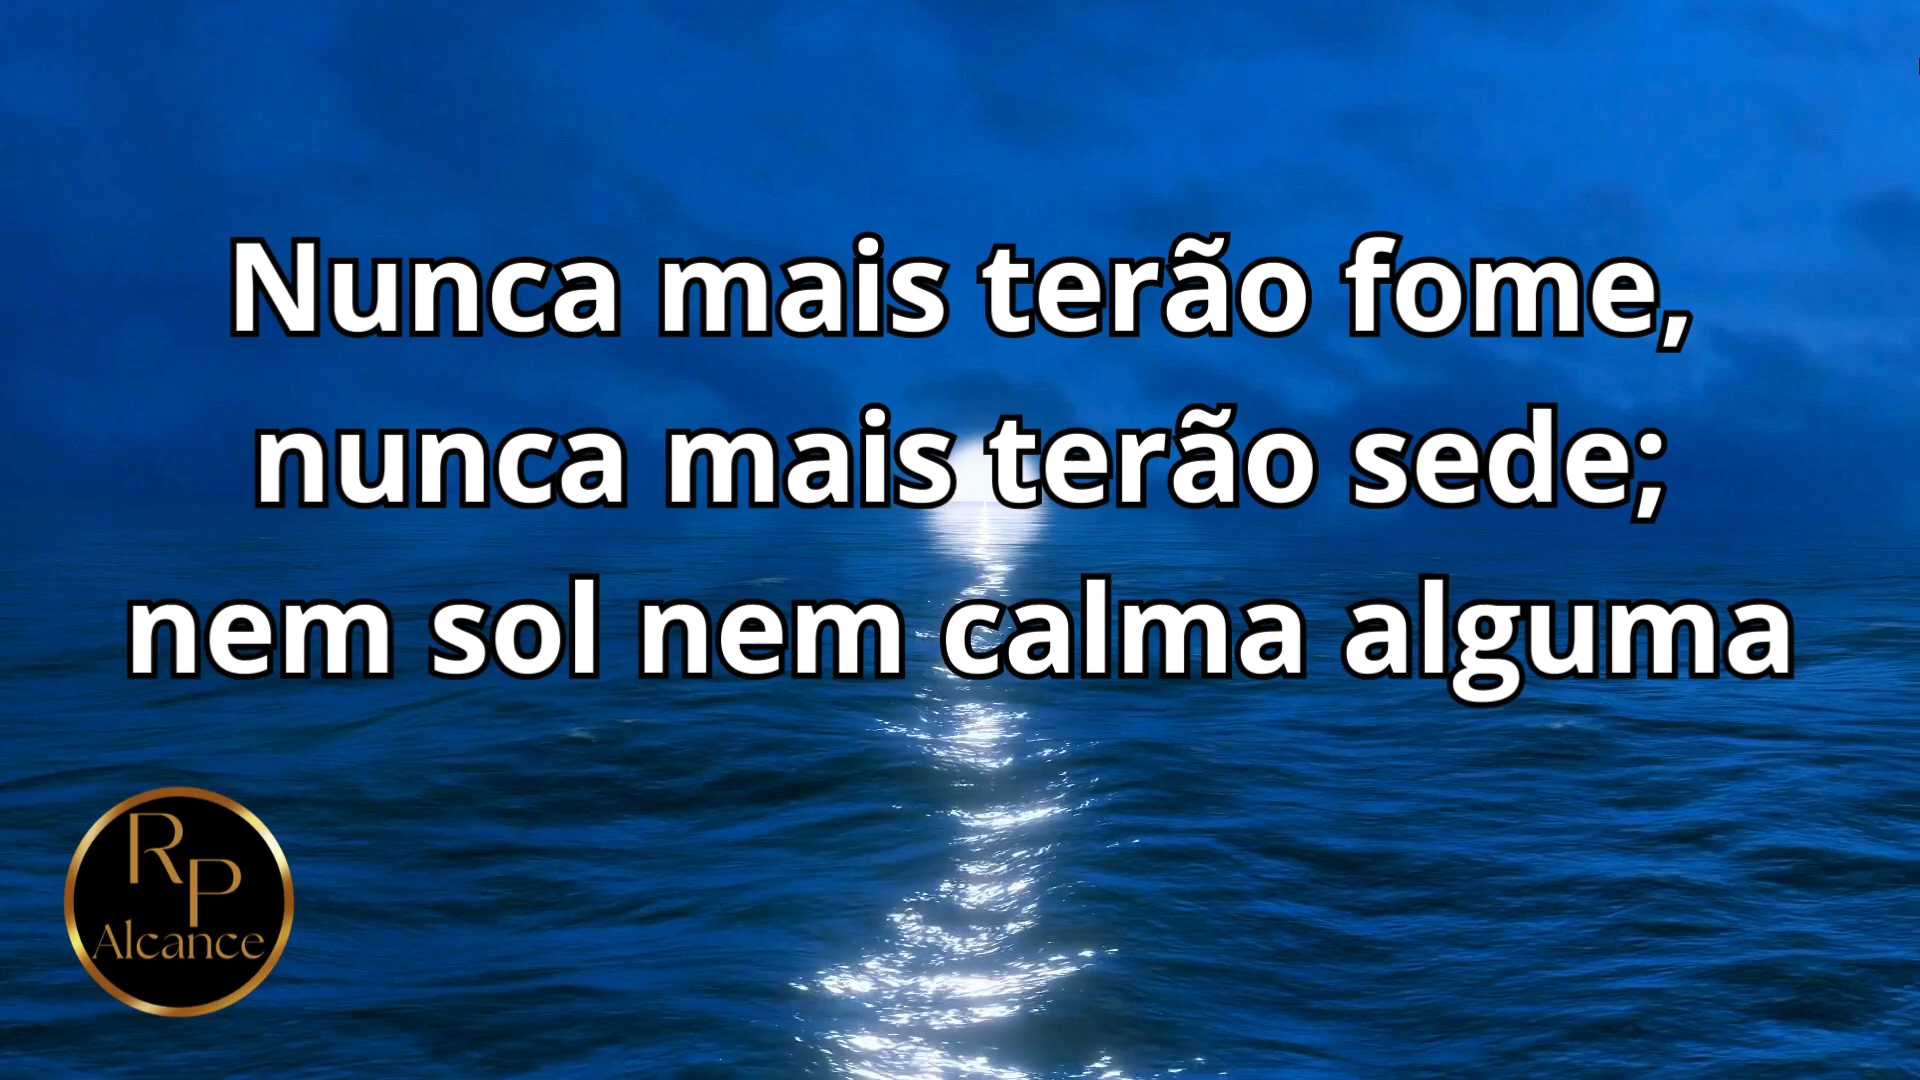 Nunca mais terão fome,
nunca mais terão sede;
nem sol nem calma alguma
RP
Alcance